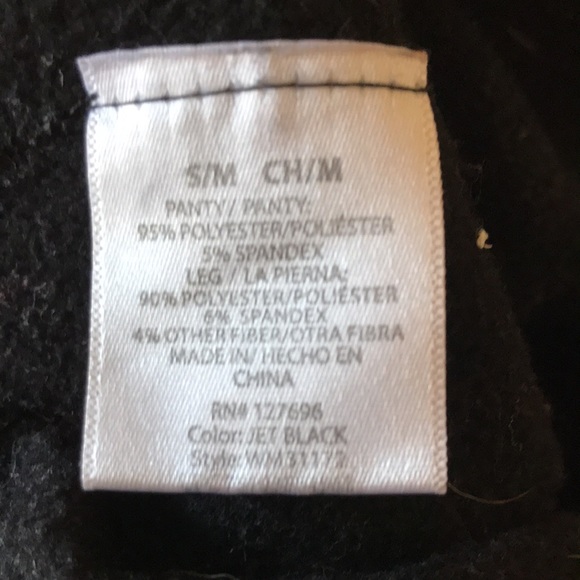 S/M CH/M
PANTY/ PANTY:
95% POLYESTER/POLIÉSTER
5% SPANDEX
LEG / LA PIERNA:
90% POLYESTER/POLIÉSTER
6% SPANDEX
4% OTHER FIBER/OTRA FIBRA
MADE IN/ HECHO EN
CHINA
RN# 127696
Color: JET BLACK
Style: WM31172